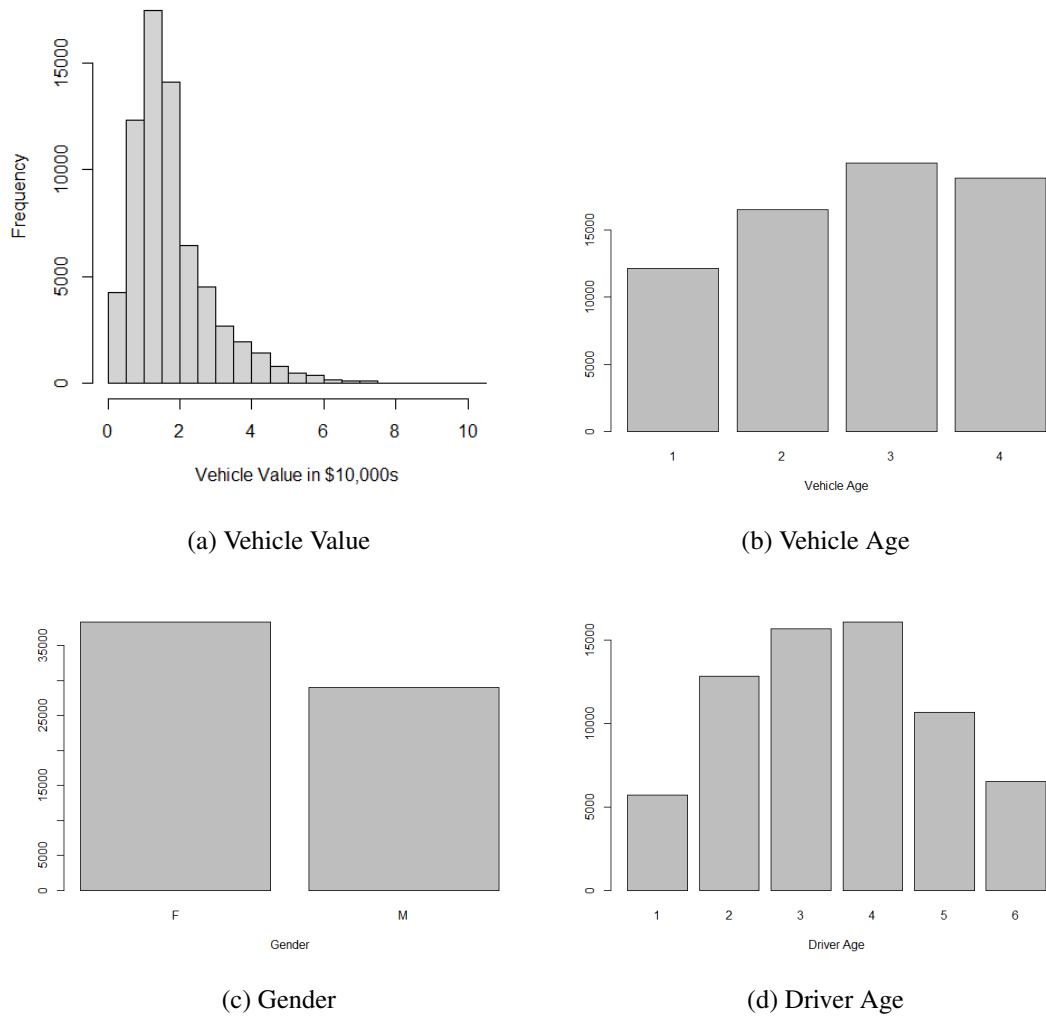 15000
10000
5000
0
Frequency
0 2 4 6 8 10
Vehicle Value in $10,000s
(a) Vehicle Value
15000
10000
5000
0
1 2 3 4
Vehicle Age
(b) Vehicle Age
35000
25000
15000
5000
0
F M
Gender
(c) Gender
15000
10000
5000
0
1 2 3 4 5 6
Driver Age
(d) Driver Age